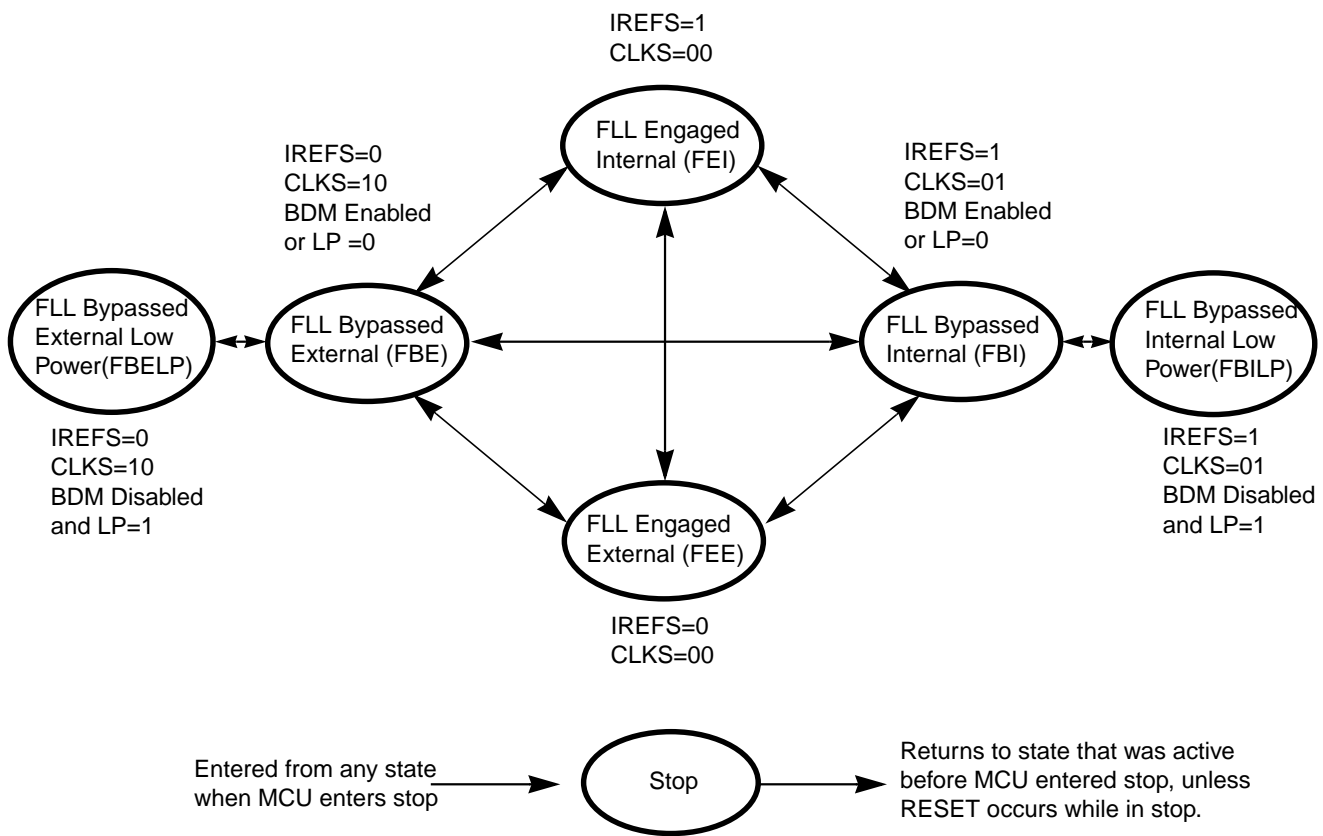 IREFS=1
CLKS=00
FLL Engaged
Internal (FEI)
IREFS=0
CLKS=10
BDM Enabled
or LP =0
IREFS=1
CLKS=01
BDM Enabled
or LP=0
FLL Bypassed
External Low
Power(FBELP)
FLL Bypassed
External (FBE)
FLL Bypassed
Internal (FBI)
FLL Bypassed
Internal Low
Power(FBILP)
IREFS=0
CLKS=10
BDM Disabled
and LP=1
IREFS=1
CLKS=01
BDM Disabled
and LP=1
FLL Engaged
External (FEE)
IREFS=0
CLKS=00
Entered from any state
when MCU enters stop
Stop
Returns to state that was active
before MCU entered stop, unless
RESET occurs while in stop.